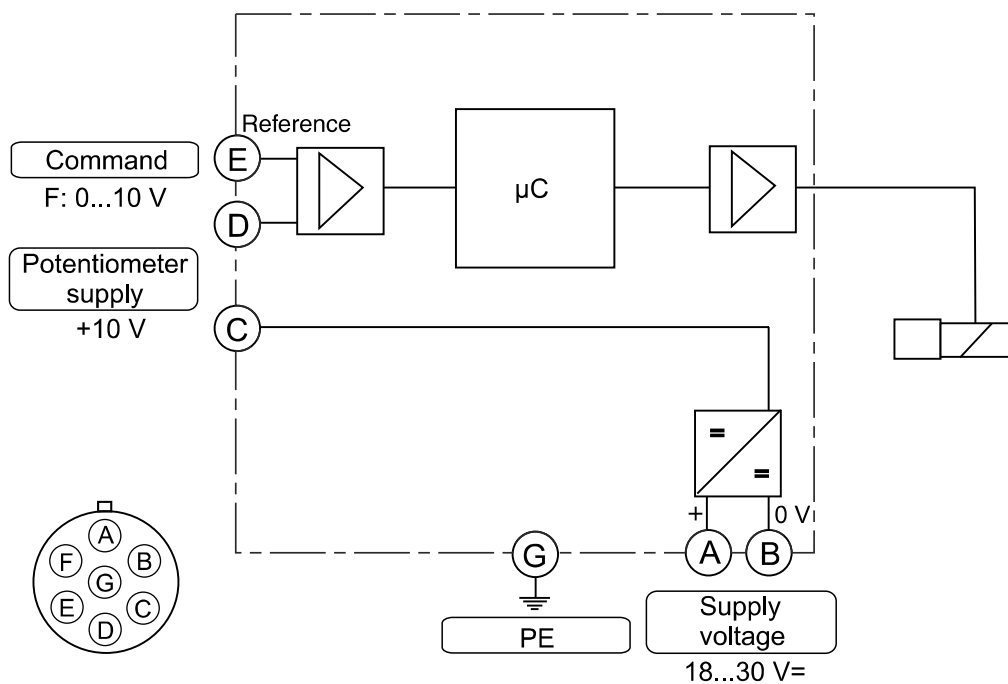 Reference
Command
E
F: 0...10 V
D
µC
Potentiometer
supply
+10 V
C
=
=
+
0 V
G
A
B
PE
Supply
voltage
18...30 V=
A
F
B
G
E
C
D